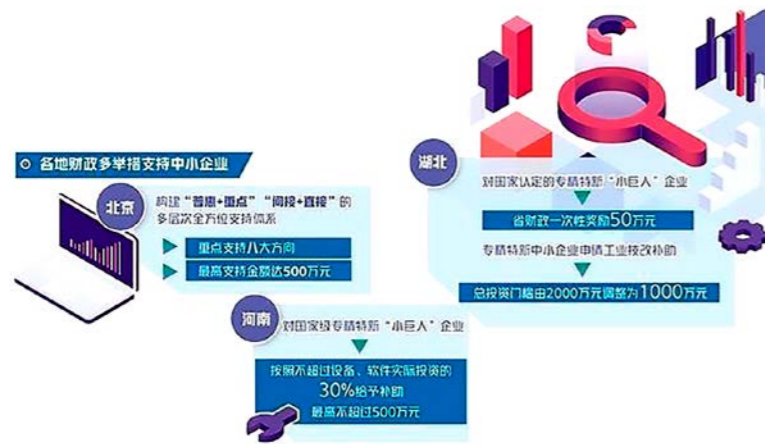 各地财政多举措支持中小企业
北京
构建“普惠+重点”“间接+直接”的
多层次全方位支持体系
重点支持八大方向
最高支持金额达500万元
湖北
对国家认定的专精特新“小巨人”企业
省财政一次性奖励50万元
专精特新中小企业申请工业技改补助
总投资门槛由2000万元调整为1000万元
河南
对国家级专精特新“小巨人”企业
按照不超过设备、软件实际投资的
30%给予补助
最高不超过500万元